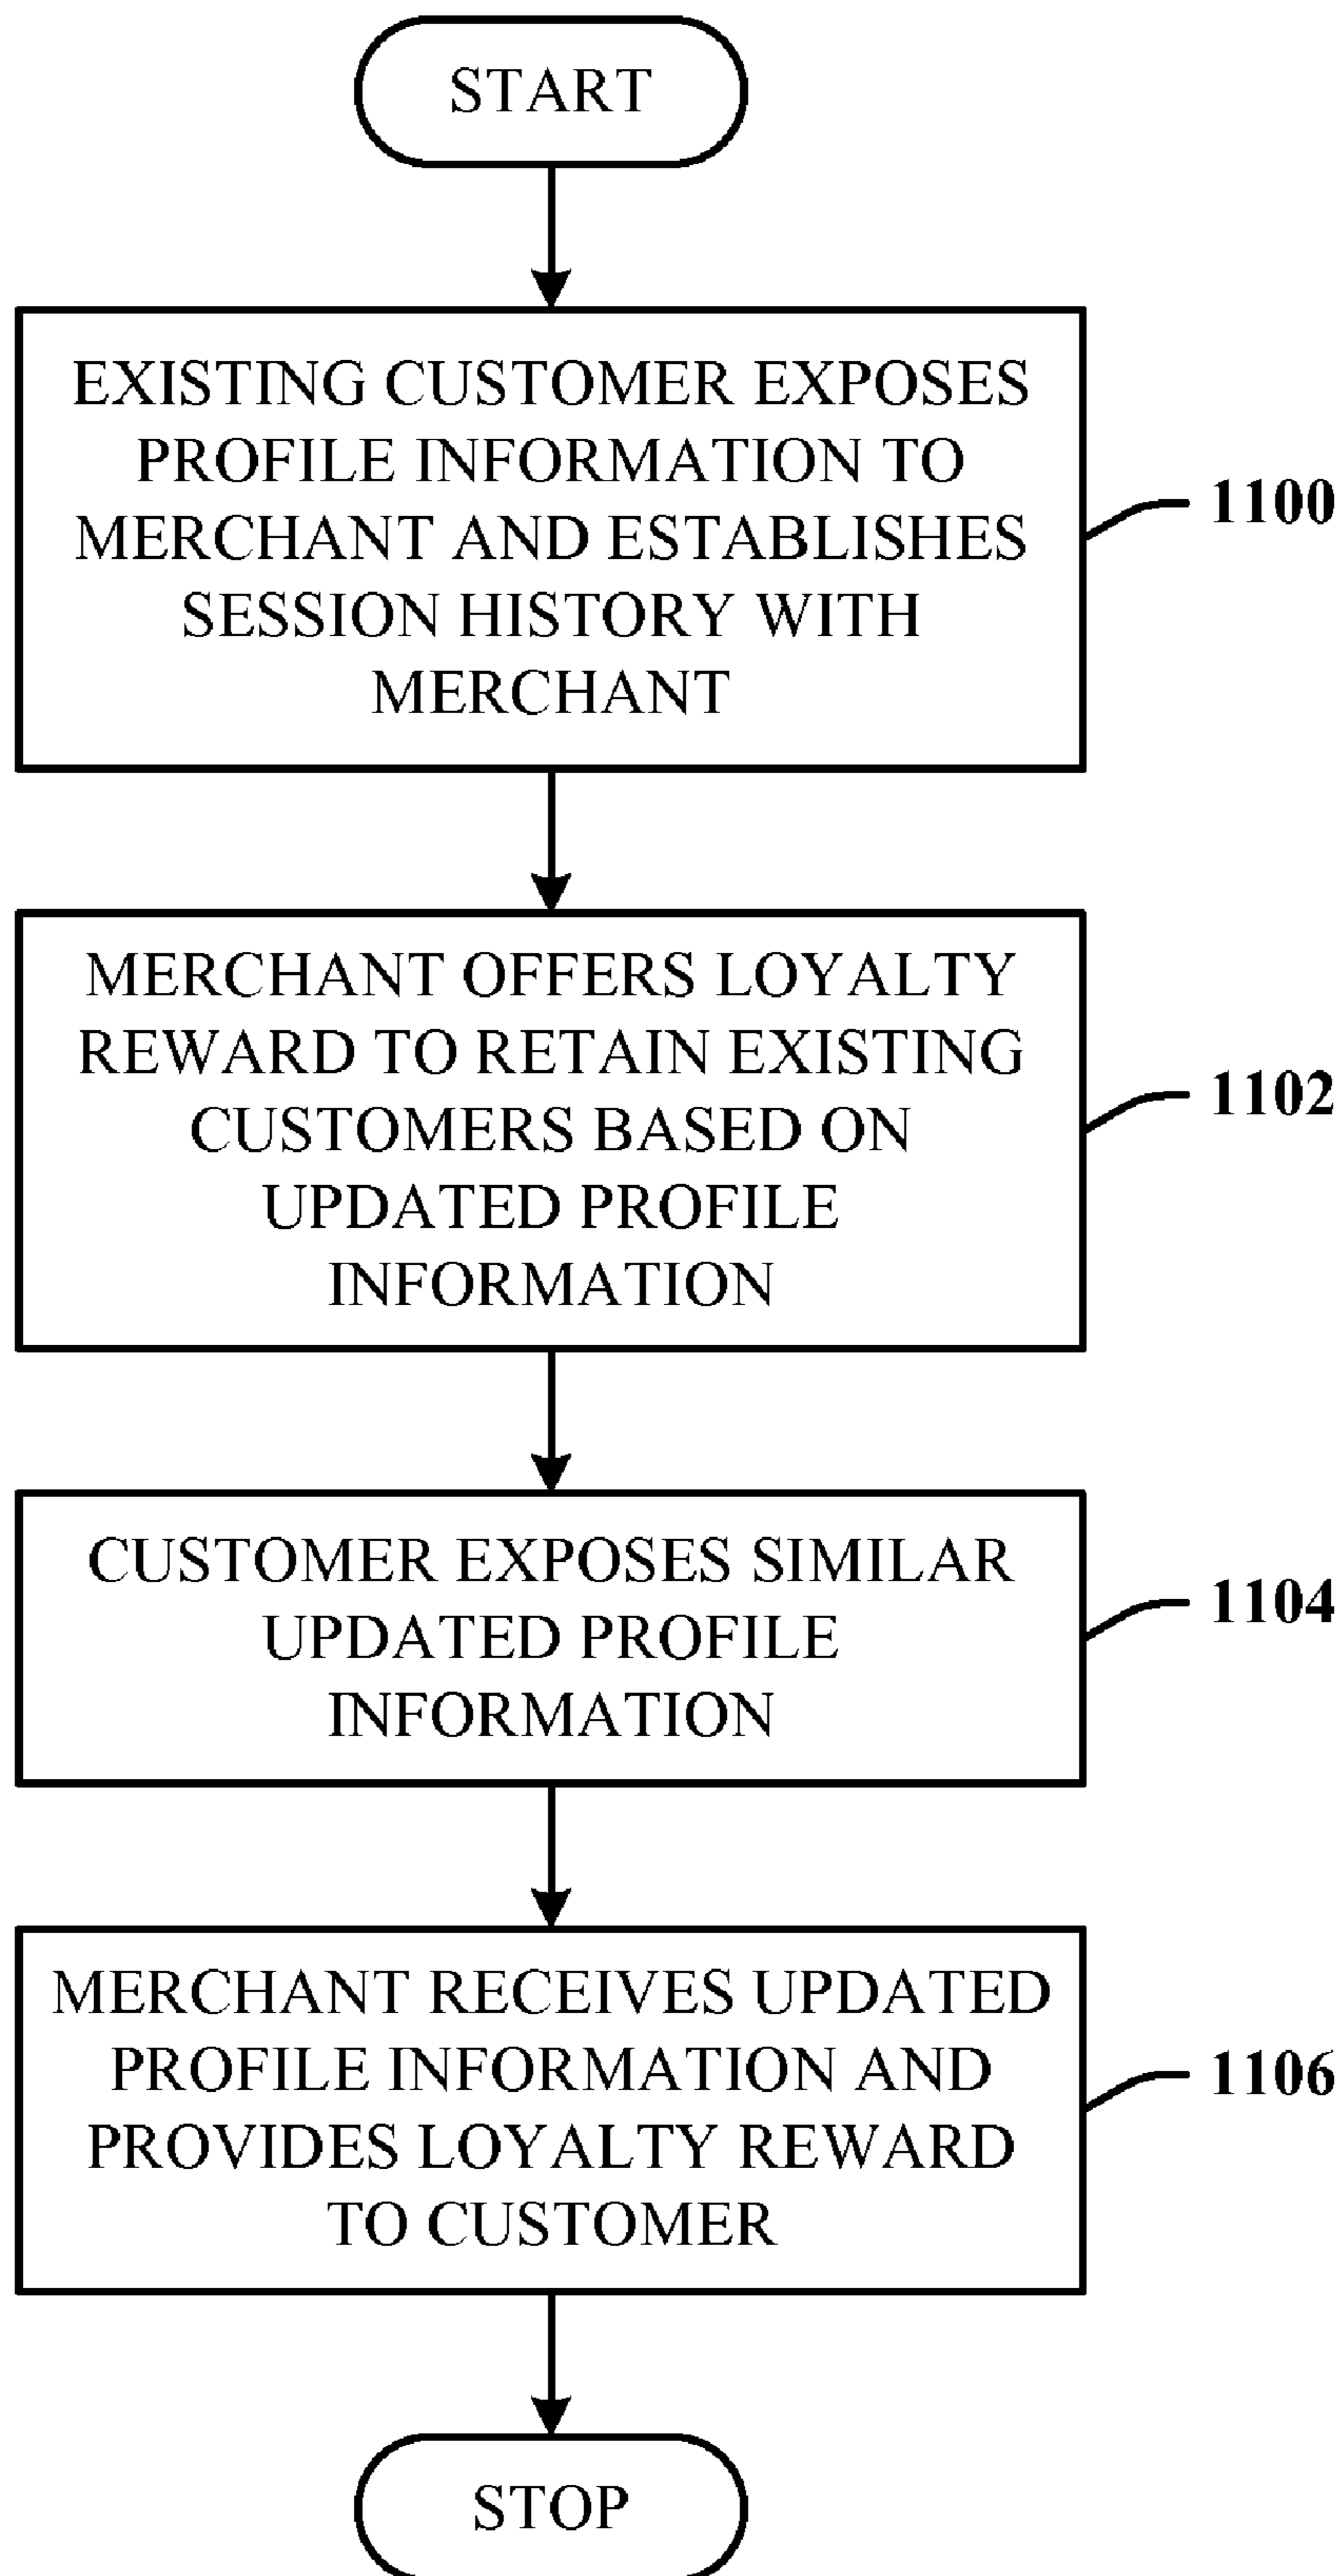 START
EXISTING CUSTOMER EXPOSES
PROFILE INFORMATION TO
MERCHANT AND ESTABLISHES
SESSION HISTORY WITH
MERCHANT
1100
MERCHANT OFFERS LOYALTY
REWARD TO RETAIN EXISTING
CUSTOMERS BASED ON
UPDATED PROFILE
INFORMATION
1102
CUSTOMER EXPOSES SIMILAR
UPDATED PROFILE
INFORMATION
1104
MERCHANT RECEIVES UPDATED
PROFILE INFORMATION AND
PROVIDES LOYALTY REWARD
TO CUSTOMER
1106
STOP